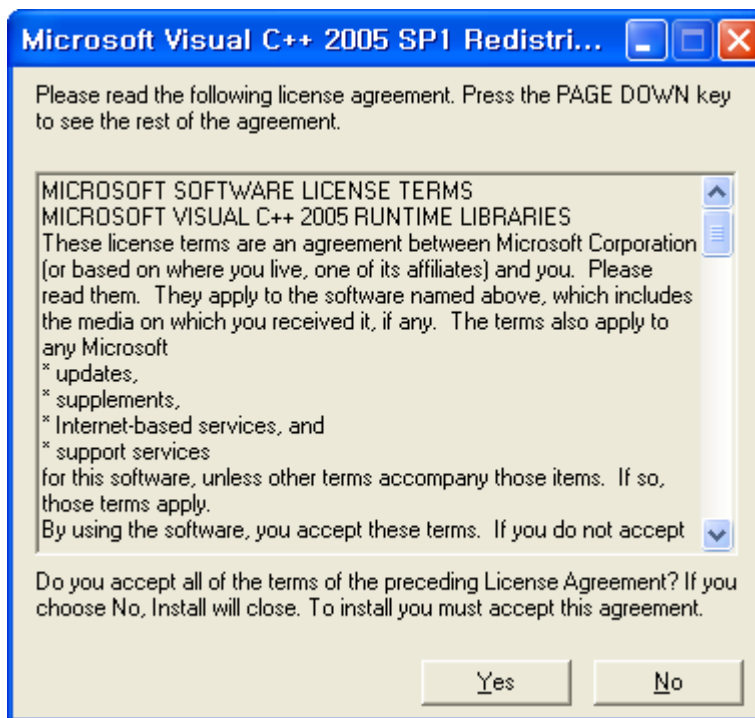 Microsoft Visual C++ 2005 SP1 Redistri...
Please read the following license agreement. Press the PAGE DOWN key
to see the rest of the agreement.
MICROSOFT SOFTWARE LICENSE TERMS
MICROSOFT VISUAL C++ 2005 RUNTIME LIBRARIES
These license terms are an agreement between Microsoft Corporation
(or based on where you live, one of its affiliates) and you.  Please
read them.  They apply to the software named above, which includes
the media on which you received it, if any.  The terms also apply to
any Microsoft
* updates,
* supplements,
* Internet-based services, and
* support services
for this software, unless other terms accompany those items.  If so,
those terms apply.
By using the software, you accept these terms.  If you do not accept
Do you accept all of the terms of the preceding License Agreement? If you
choose No, Install will close. To install you must accept this agreement.
Yes
No